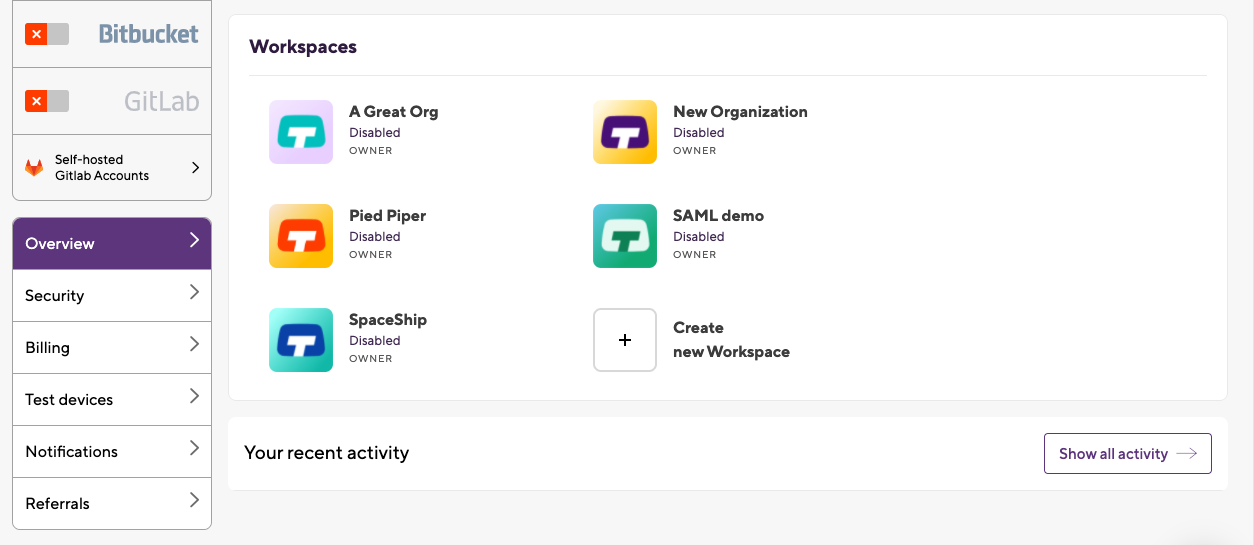 Bitbucket
GitLab
Self-hosted
Gitlab Accounts
Overview
Security
Billing
Test devices
Notifications
Referrals
Workspaces
A Great Org
Disabled
OWNER
New Organization
Disabled
OWNER
Pied Piper
Disabled
OWNER
SAML demo
Disabled
OWNER
SpaceShip
Disabled
OWNER
Create
new Workspace
Your recent activity
Show all activity